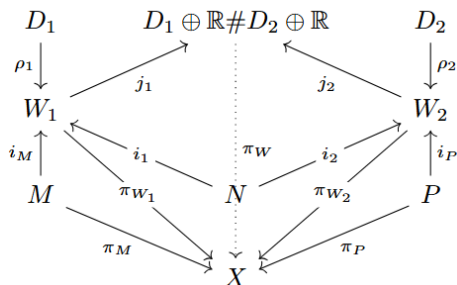 D₁ D₁ ⊕ ℝ#D₂ ⊕ ℝ D₂
ρ₁ j₁ j₂ ρ₂
W₁ W₂
i_M i₁ π_W i₂ i_P
M π_{W₁} N π_{W₂} P
π_M π_P
X